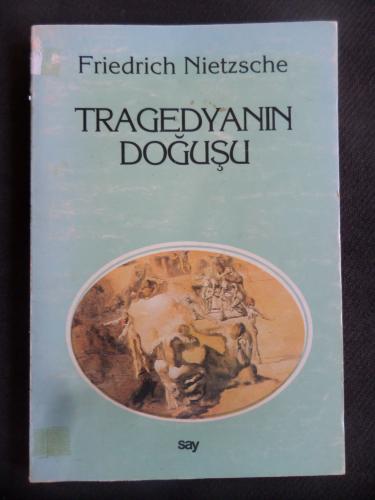 Friedrich Nietzsche
TRAGEDYANIN
DOĞUŞU
say